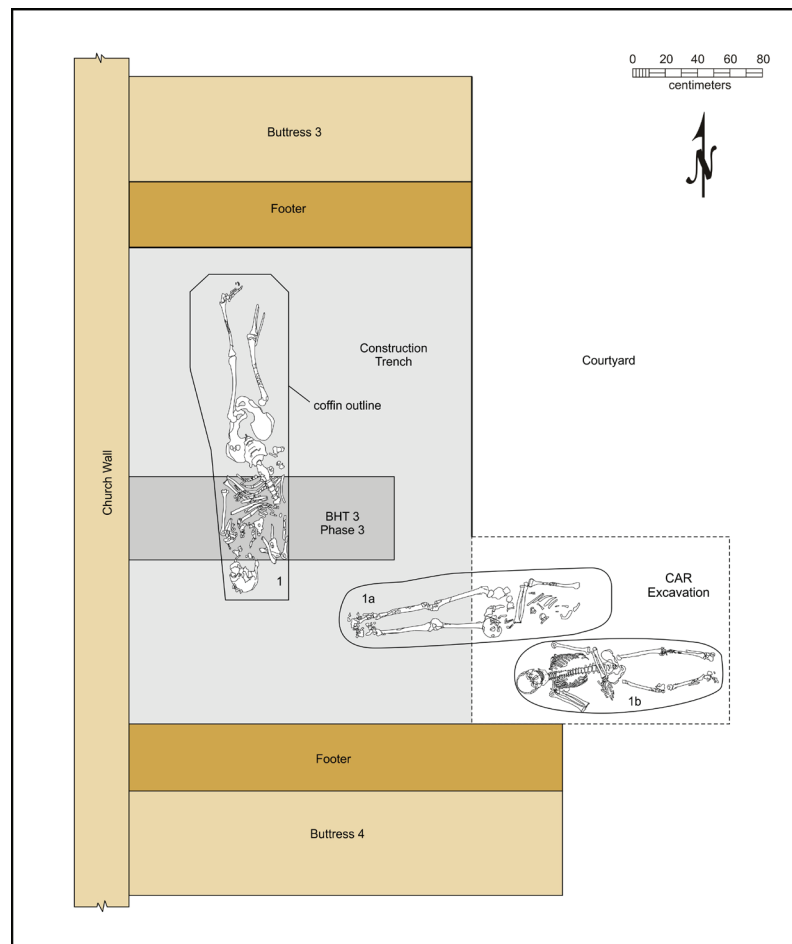 0 20 40 60 80
centimeters
N
Buttress 3
Footer
Construction
Trench
Courtyard
coffin outline
Church Wall
BHT 3
Phase 3
1
1a
CAR
Excavation
1b
Footer
Buttress 4